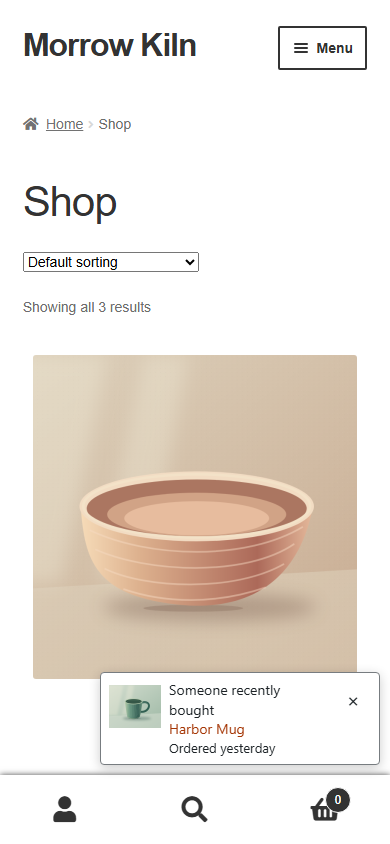 Morrow Kiln
Menu
Home
Shop
Shop
Default sorting
Showing all 3 results
Someone recently
bought
Harbor Mug
Ordered yesterday
×
0